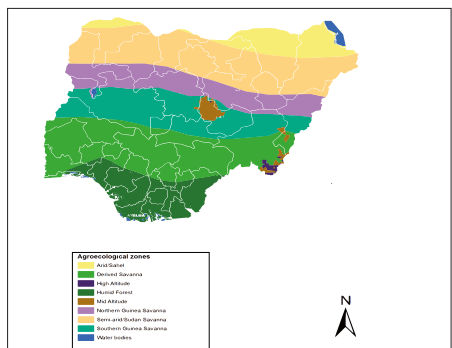 Agroecological zones
Arid/Sahel
Derived Savanna
High Altitude
Humid Forest
Mid Altitude
Northern Guinea Savanna
Semi-arid/Sudan Savanna
Southern Guinea Savanna
Water bodies
N